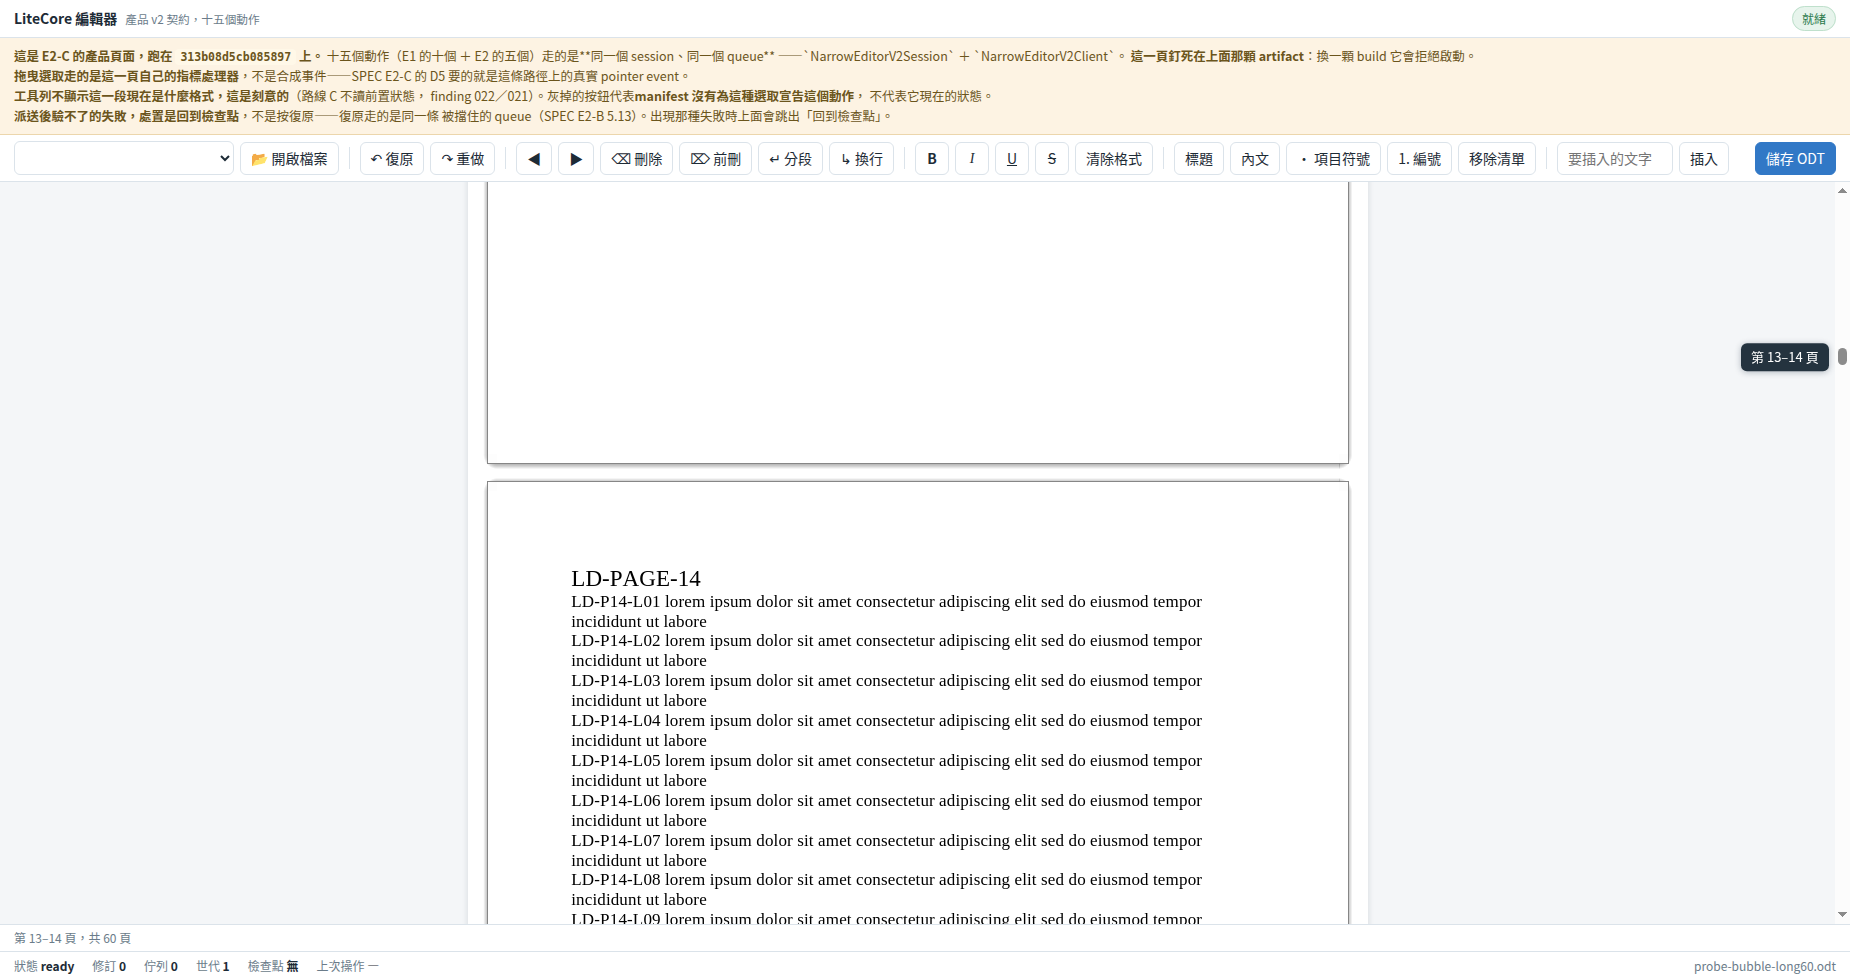 LiteCore 編輯器 產品 v2 契約，十五個動作 就緒
這是 E2-C 的產品頁面，跑在 313b08d5cb085897 上。 十五個動作（E1 的十個 ＋ E2 的五個）走的是**同一個 session、同一個 queue** ——`NarrowEditorV2Session` ＋ `NarrowEditorV2Client`。 這一頁釘死在上面那顆 artifact：換一顆 build 它會拒絕啟動。
拖曳選取走的是這一頁自己的指標處理器，不是合成事件——SPEC E2-C 的 D5 要的就是這條路徑上的真實 pointer event。
工具列不顯示這一段現在是什麼格式，這是刻意的（路線 C 不讀前置狀態， finding 022／021）。灰掉的按鈕代表manifest 沒有為這種選取宣告這個動作， 不代表它現在的狀態。
派送後驗不了的失敗，處置是回到檢查點，不是按復原——復原走的是同一條 被擋住的 queue（SPEC E2-B 5.13）。出現那種失敗時上面會跳出「回到檢查點」。
📂 開啟檔案 ↶ 復原 ↷ 重做 ◀ ▶ ⌫ 刪除 ⌦ 前刪 ↵ 分段 ↳ 換行 B I U S 清除格式 標題 內文 • 項目符號 1. 編號 移除清單 要插入的文字 插入 儲存 ODT
第 13–14 頁
LD-PAGE-14
LD-P14-L01 lorem ipsum dolor sit amet consectetur adipiscing elit sed do eiusmod tempor
incididunt ut labore
LD-P14-L02 lorem ipsum dolor sit amet consectetur adipiscing elit sed do eiusmod tempor
incididunt ut labore
LD-P14-L03 lorem ipsum dolor sit amet consectetur adipiscing elit sed do eiusmod tempor
incididunt ut labore
LD-P14-L04 lorem ipsum dolor sit amet consectetur adipiscing elit sed do eiusmod tempor
incididunt ut labore
LD-P14-L05 lorem ipsum dolor sit amet consectetur adipiscing elit sed do eiusmod tempor
incididunt ut labore
LD-P14-L06 lorem ipsum dolor sit amet consectetur adipiscing elit sed do eiusmod tempor
incididunt ut labore
LD-P14-L07 lorem ipsum dolor sit amet consectetur adipiscing elit sed do eiusmod tempor
incididunt ut labore
LD-P14-L08 lorem ipsum dolor sit amet consectetur adipiscing elit sed do eiusmod tempor
incididunt ut labore
LD-P14-L09 lorem ipsum dolor sit amet consectetur adipiscing elit sed do eiusmod tempor
第 13–14 頁，共 60 頁
狀態 ready 修訂 0 佇列 0 世代 1 檢查點 無 上次操作 — probe-bubble-long60.odt